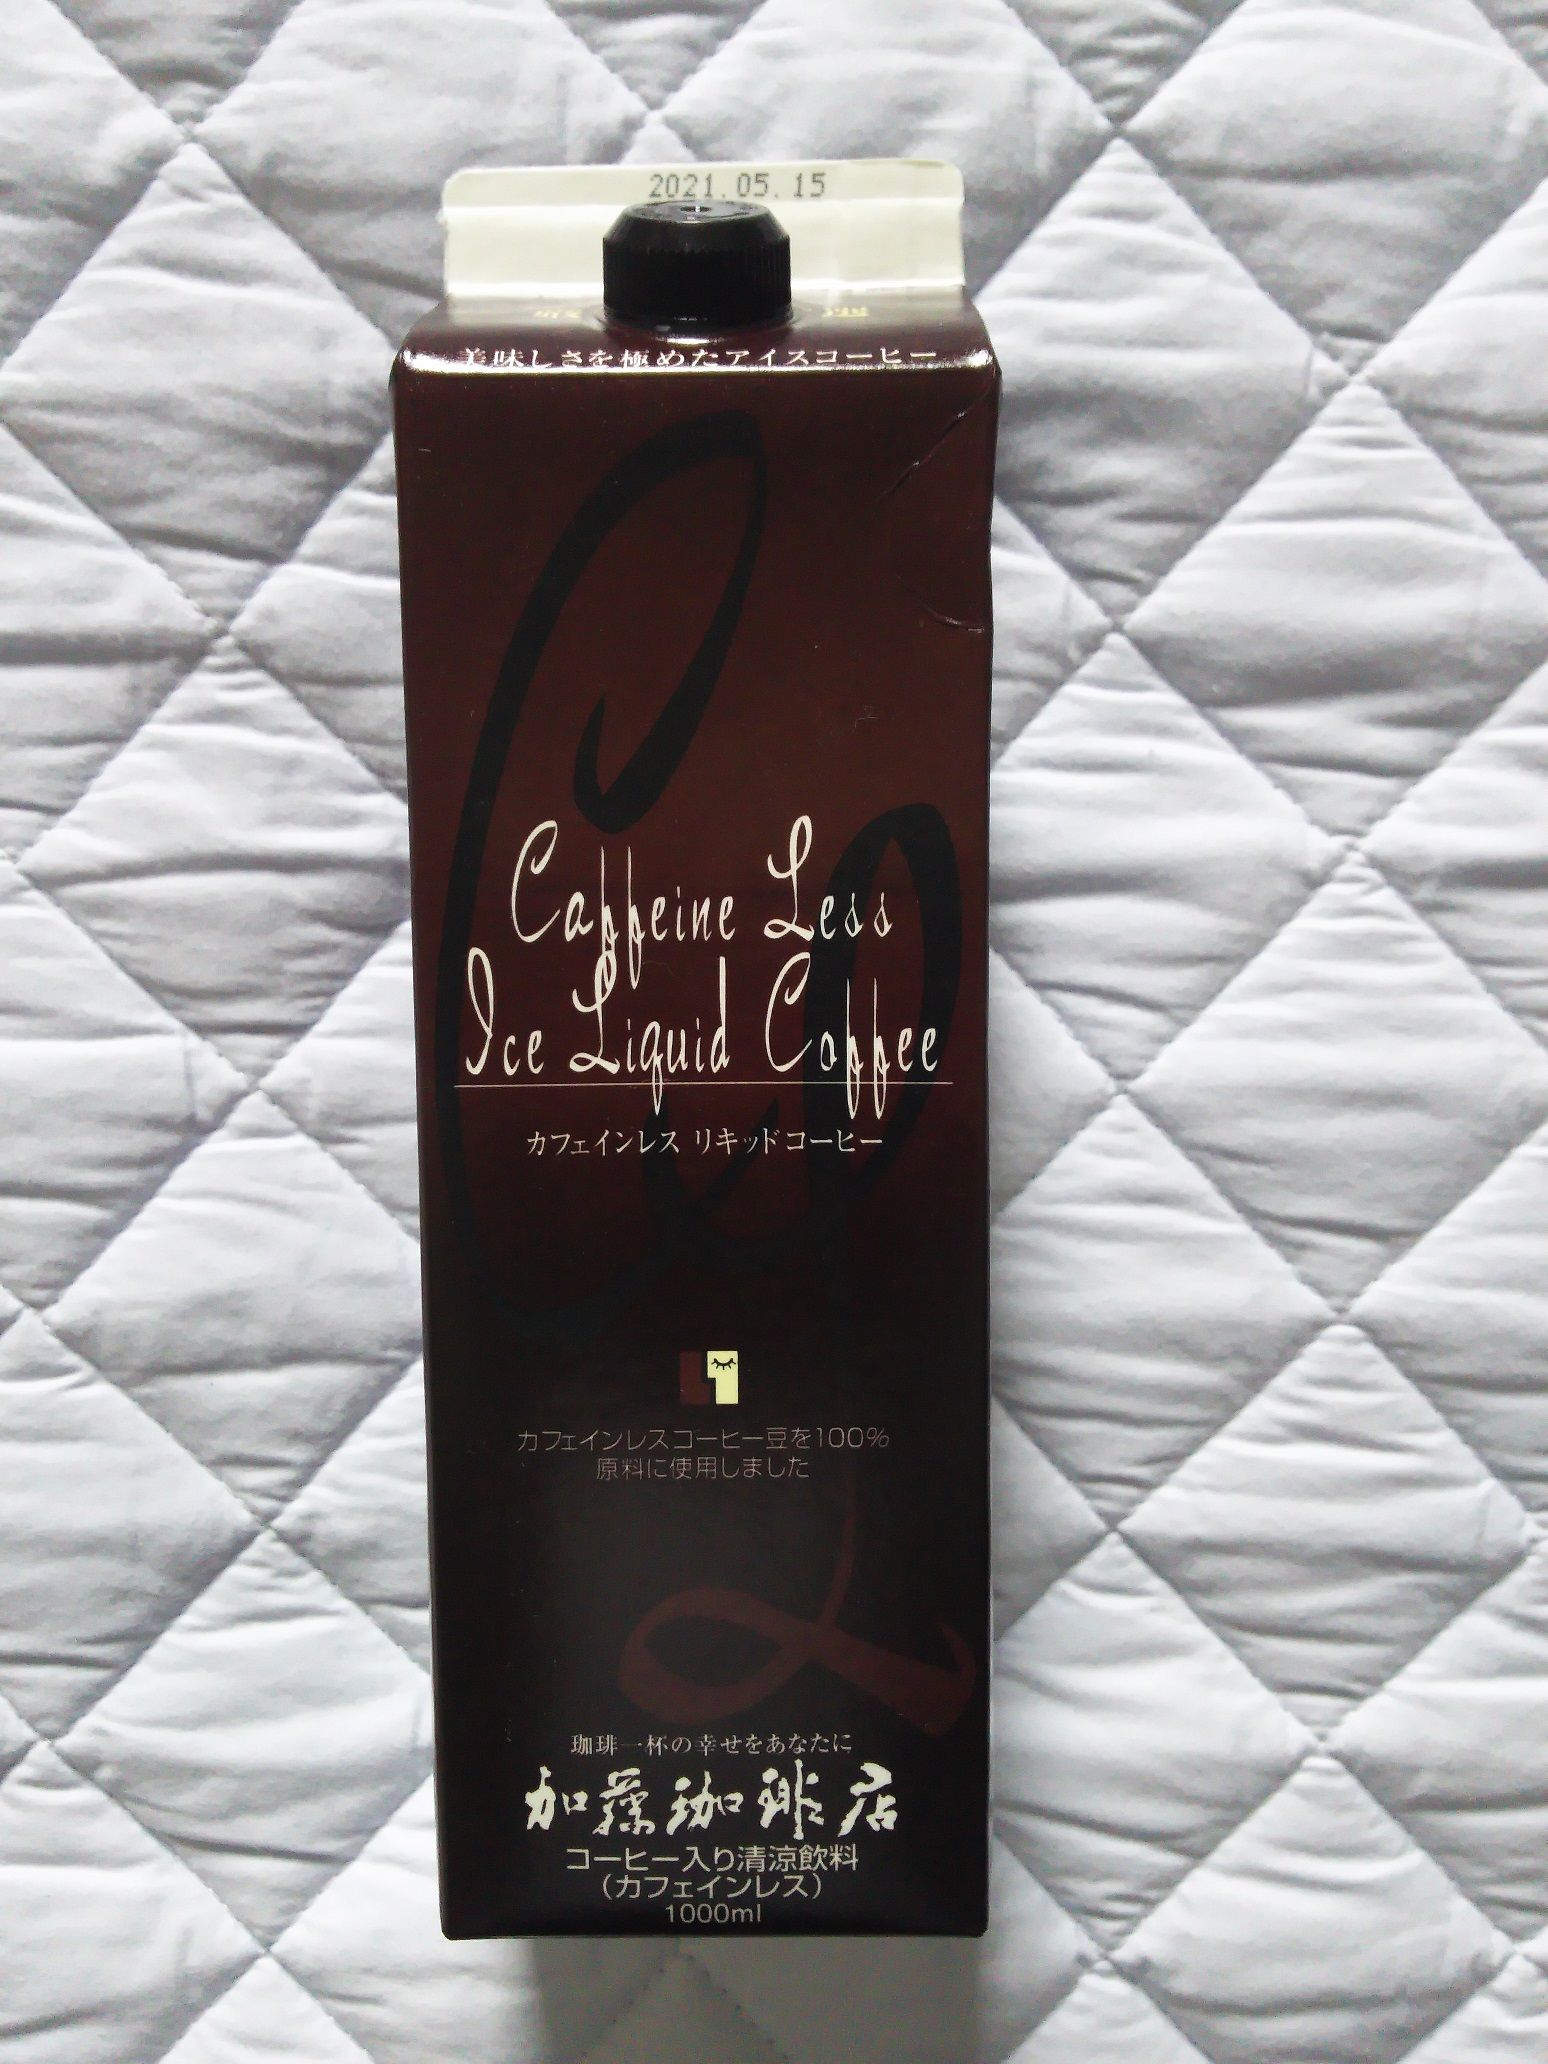 2021.05.15
美味しさを極めたアイスコーヒー
Caffeine Less
Ice Liquid Coffee
カフェインレス リキッドコーヒー
カフェインレスコーヒー豆を100%
原料に使用しました
珈琲一杯の幸せをあなたに
加藤珈琲店
コーヒー入り清涼飲料
(カフェインレス)
1000ml